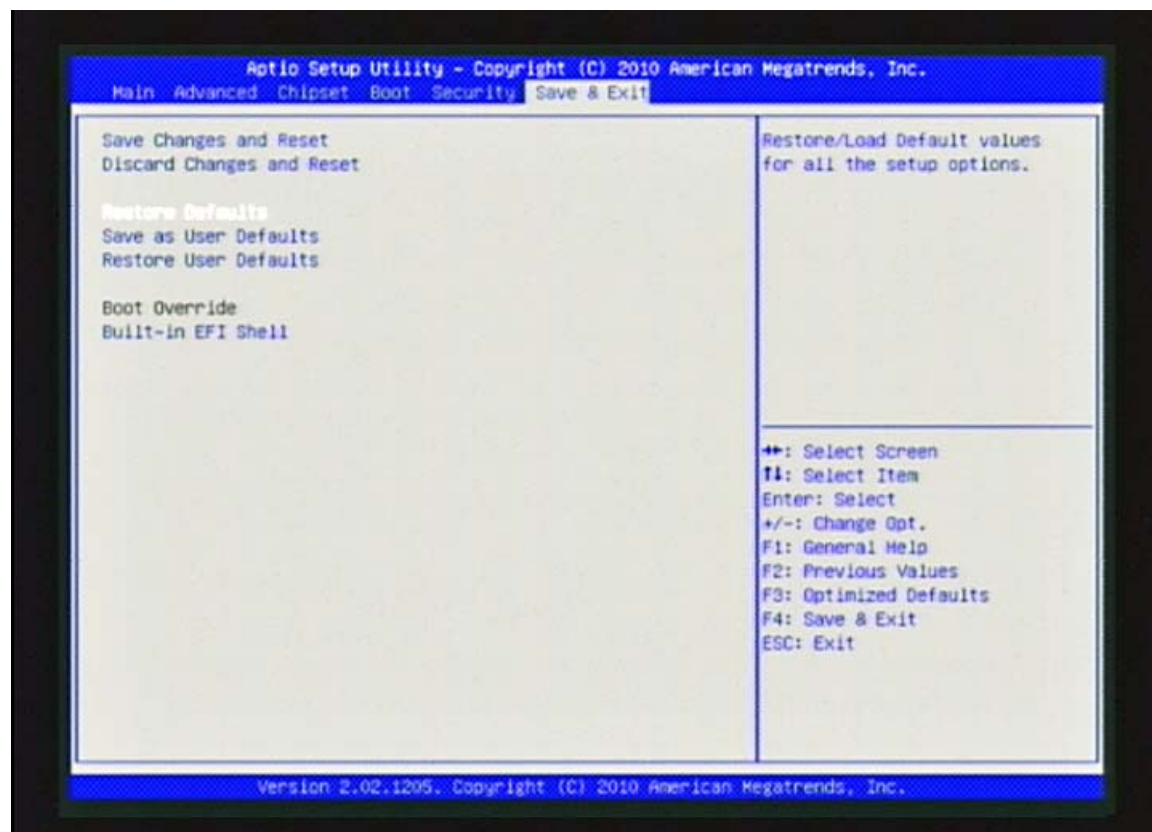 Aptio Setup Utility - Copyright (C) 2010 American Megatrends, Inc.
Main Advanced Chipset Boot Security Save & Exit
Save Changes and Reset
Discard Changes and Reset
Restore Defaults
Save as User Defaults
Restore User Defaults
Boot Override
Built-in EFI Shell
Restore/Load Default values
for all the setup options.
→←: Select Screen
↑↓: Select Item
Enter: Select
+/-: Change Opt.
F1: General Help
F2: Previous Values
F3: Optimized Defaults
F4: Save & Exit
ESC: Exit
Version 2.02.1205. Copyright (C) 2010 American Megatrends, Inc.